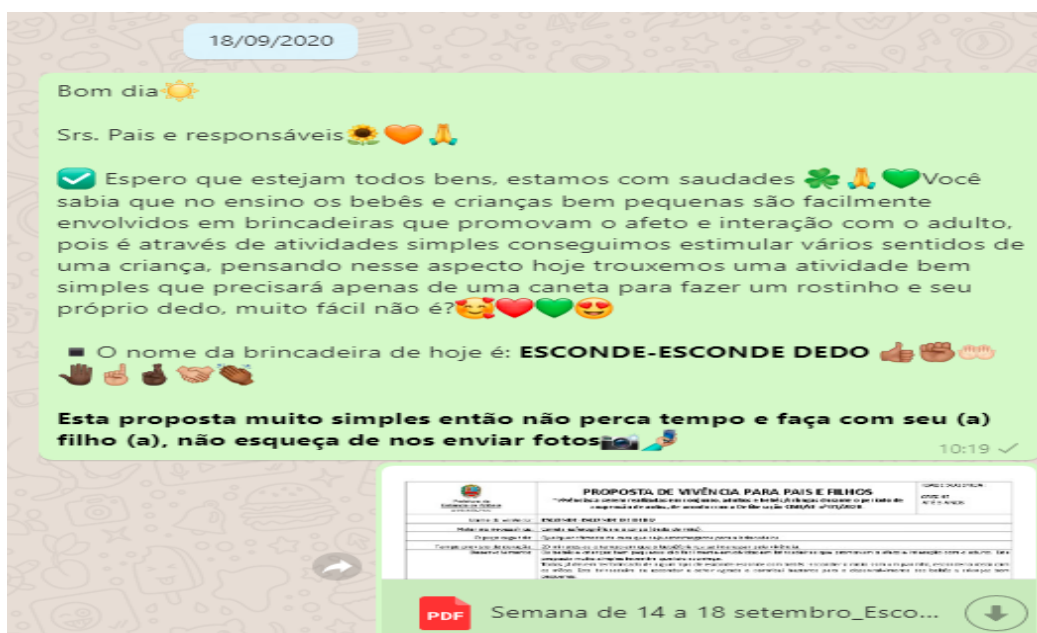 18/09/2020
Bom dia🌞
Srs. Pais e responsáveis🌻🧡🙏
✅ Espero que estejam todos bens, estamos com saudades ☘️🙏💚Você
sabia que no ensino os bebês e crianças bem pequenas são facilmente
envolvidos em brincadeiras que promovam o afeto e interação com o adulto,
pois é através de atividades simples conseguimos estimular vários sentidos de
uma criança, pensando nesse aspecto hoje trouxemos uma atividade bem
simples que precisará apenas de uma caneta para fazer um rostinho e seu
próprio dedo, muito fácil não é?🥰❤️💚😍
▪️ O nome da brincadeira de hoje é: ESCONDE-ESCONDE DEDO
Esta proposta muito simples então não perca tempo e faça com seu (a)
filho (a), não esqueça de nos enviar fotos📸🤳
10:19
PROPOSTA DE VIVÊNCIA PARA PAIS E FILHOS
PDF
Semana de 14 a 18 setembro_Esco...